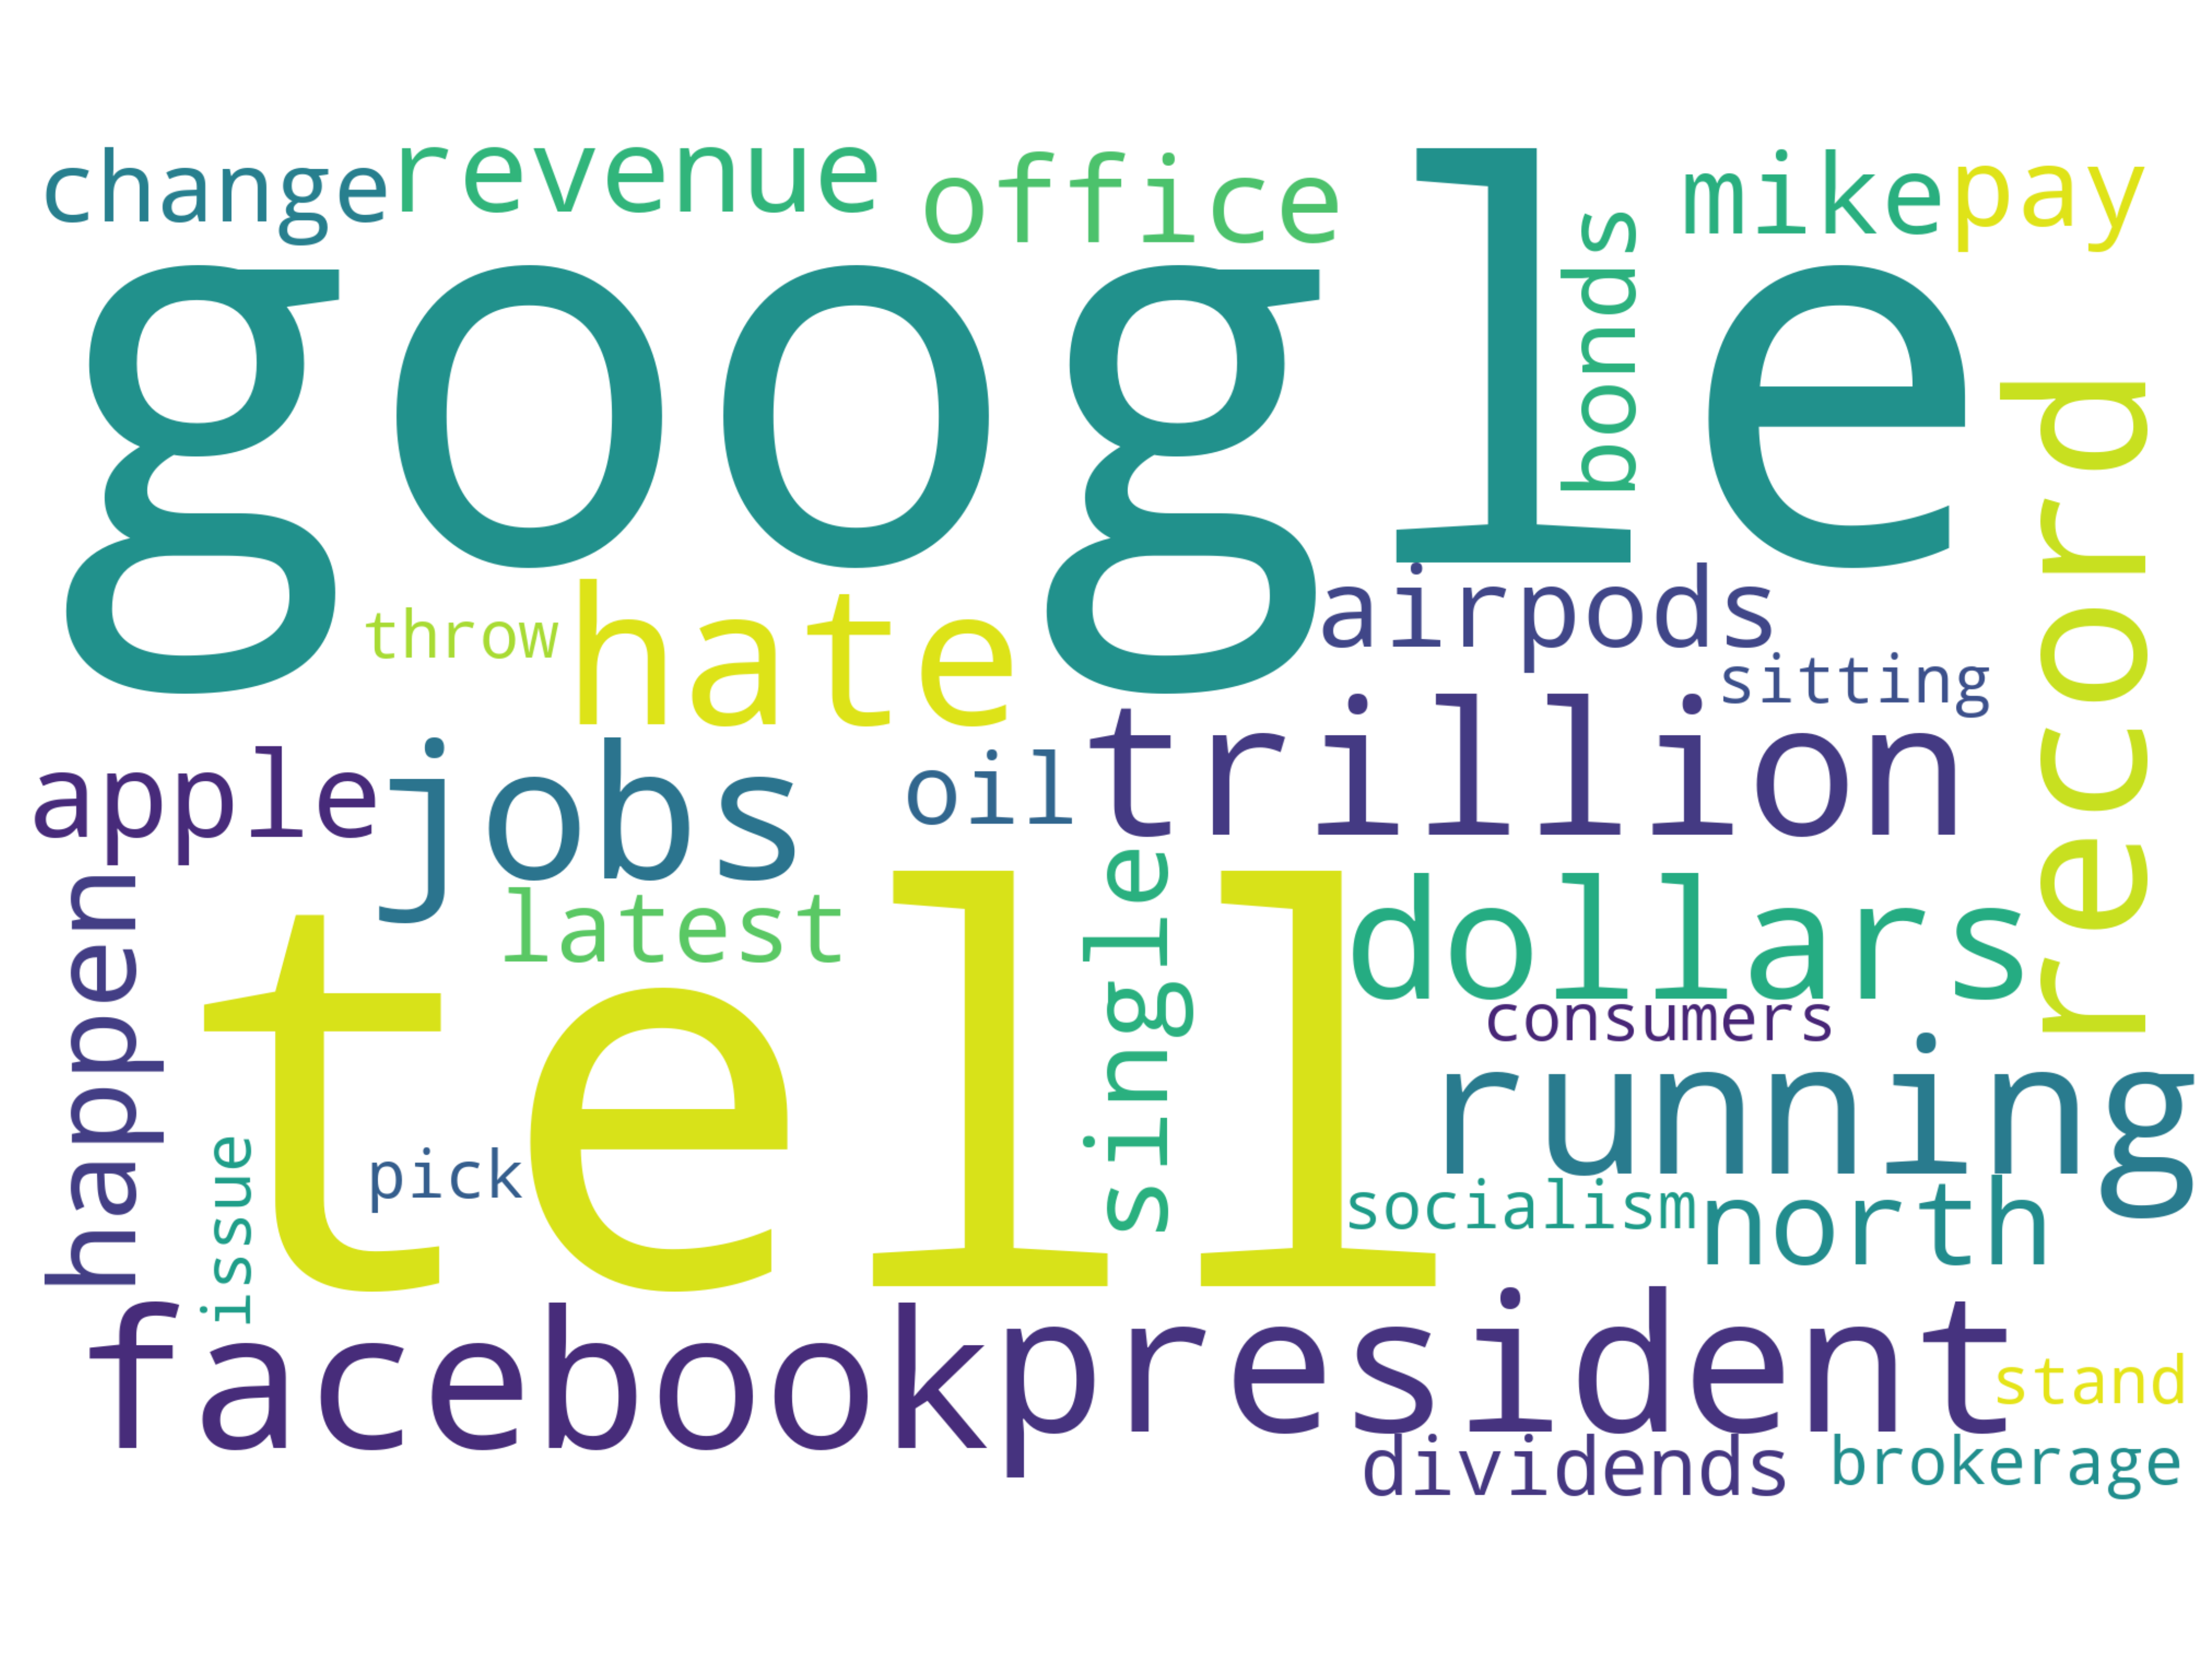 change
revenue
office
mike
pay
bonds
google
record
throw
hate
airpods
sitting
apple
jobs
oil
trillion
happen
latest
single
dollars
consumers
tell
running
issue
pick
socialism
north
facebook
president
stand
dividends
brokerage